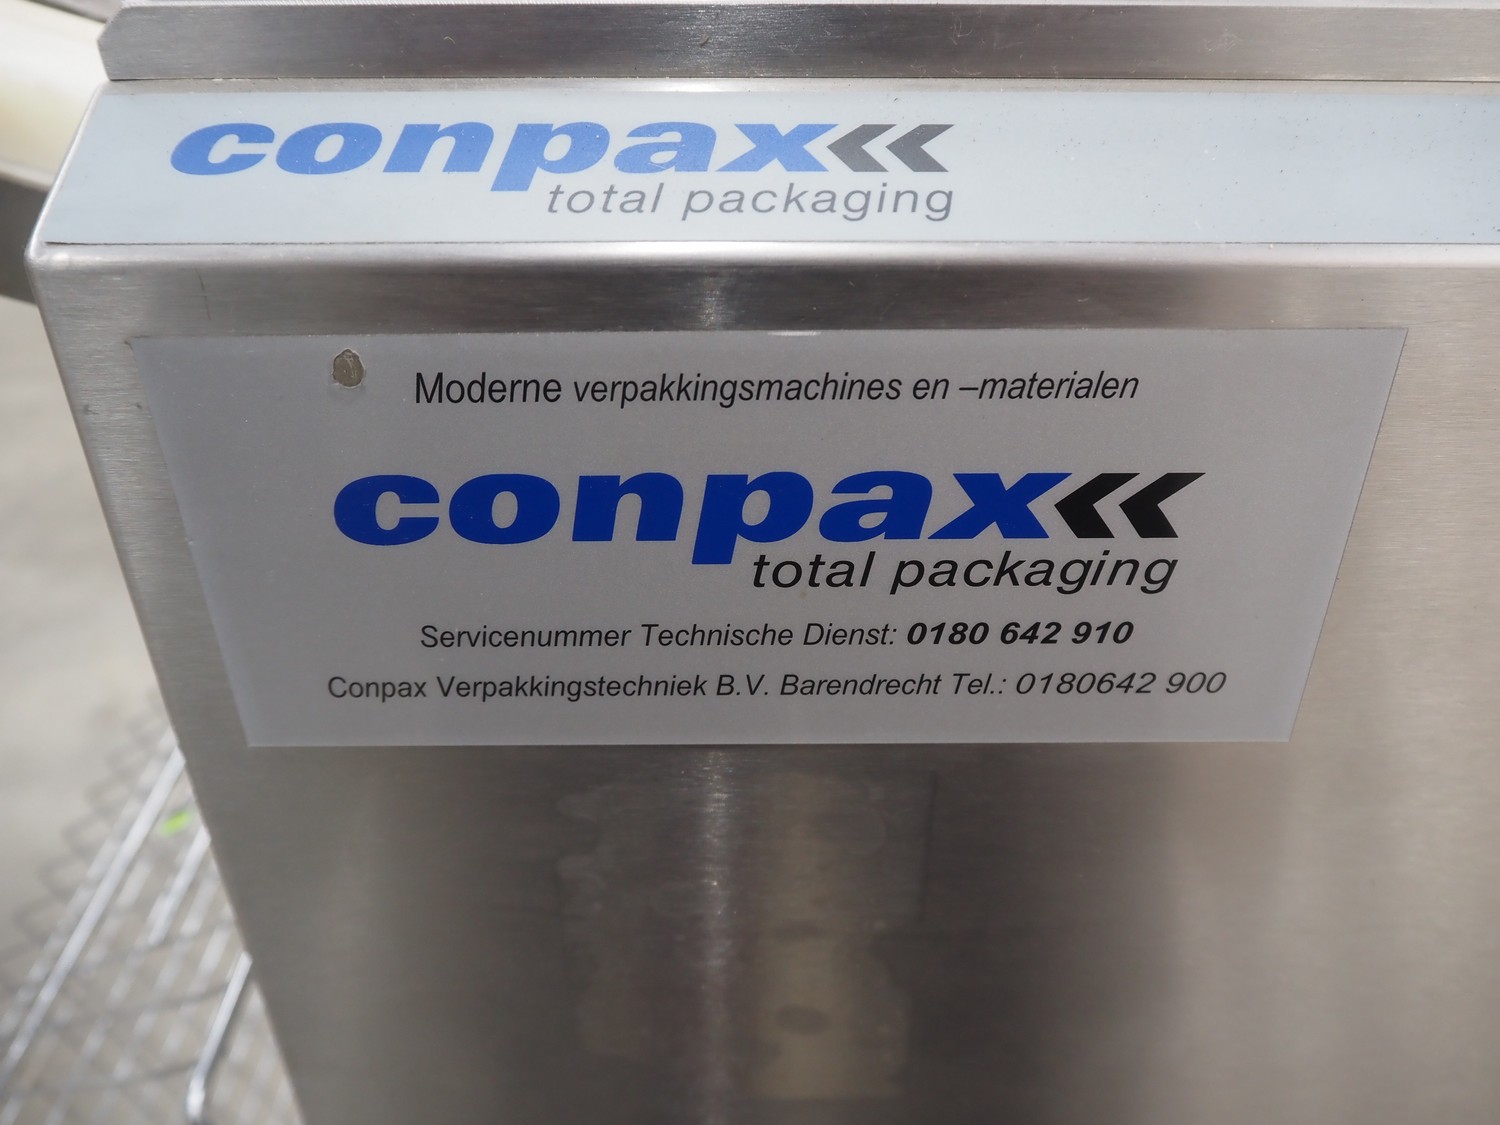 conpax
total packaging
Moderne verpakkingsmachines en –materialen
conpax
total packaging
Servicenummer Technische Dienst: 0180 642 910
Conpax Verpakkingstechniek B.V. Barendrecht Tel.: 0180642 900